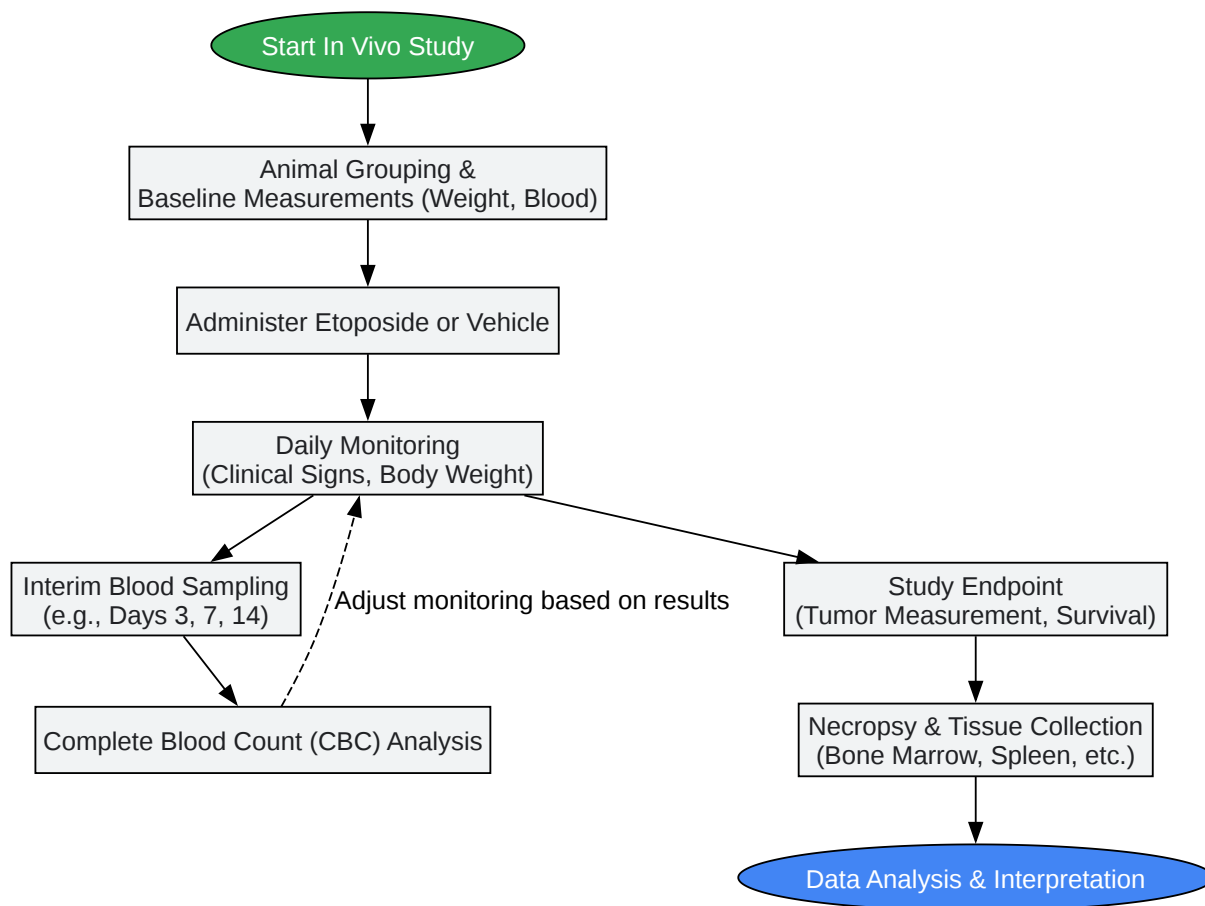 Start In Vivo Study
Animal Grouping &
Baseline Measurements (Weight, Blood)
Administer Etoposide or Vehicle
Daily Monitoring
(Clinical Signs, Body Weight)
Interim Blood Sampling
(e.g., Days 3, 7, 14)
Adjust monitoring based on results
Study Endpoint
(Tumor Measurement, Survival)
Complete Blood Count (CBC) Analysis
Necropsy & Tissue Collection
(Bone Marrow, Spleen, etc.)
Data Analysis & Interpretation